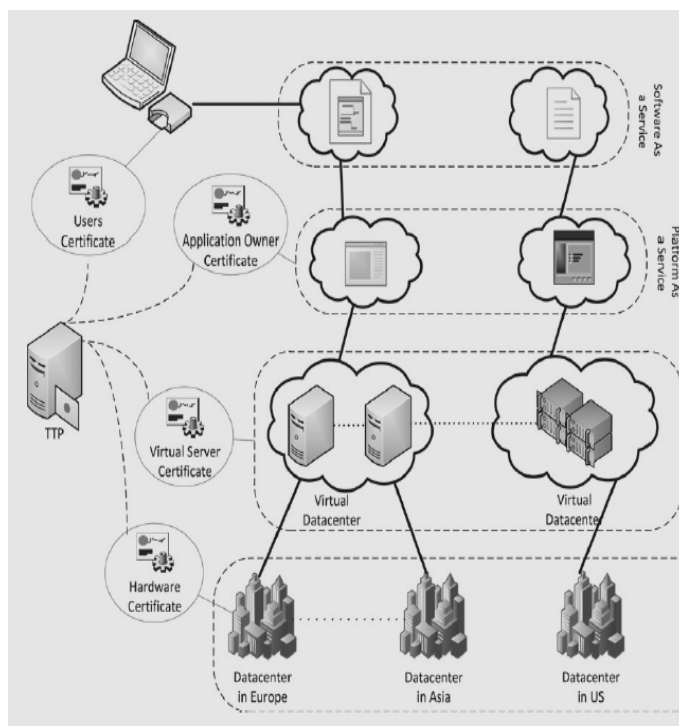 Software As
a Service
Users
Certificate
Application Owner
Certificate
Platform As
a Service
TTP
Virtual Server
Certificate
Virtual
Datacenter
Virtual
Datacenter
Hardware
Certificate
Datacenter
in Europe
Datacenter
in Asia
Datacenter
in US